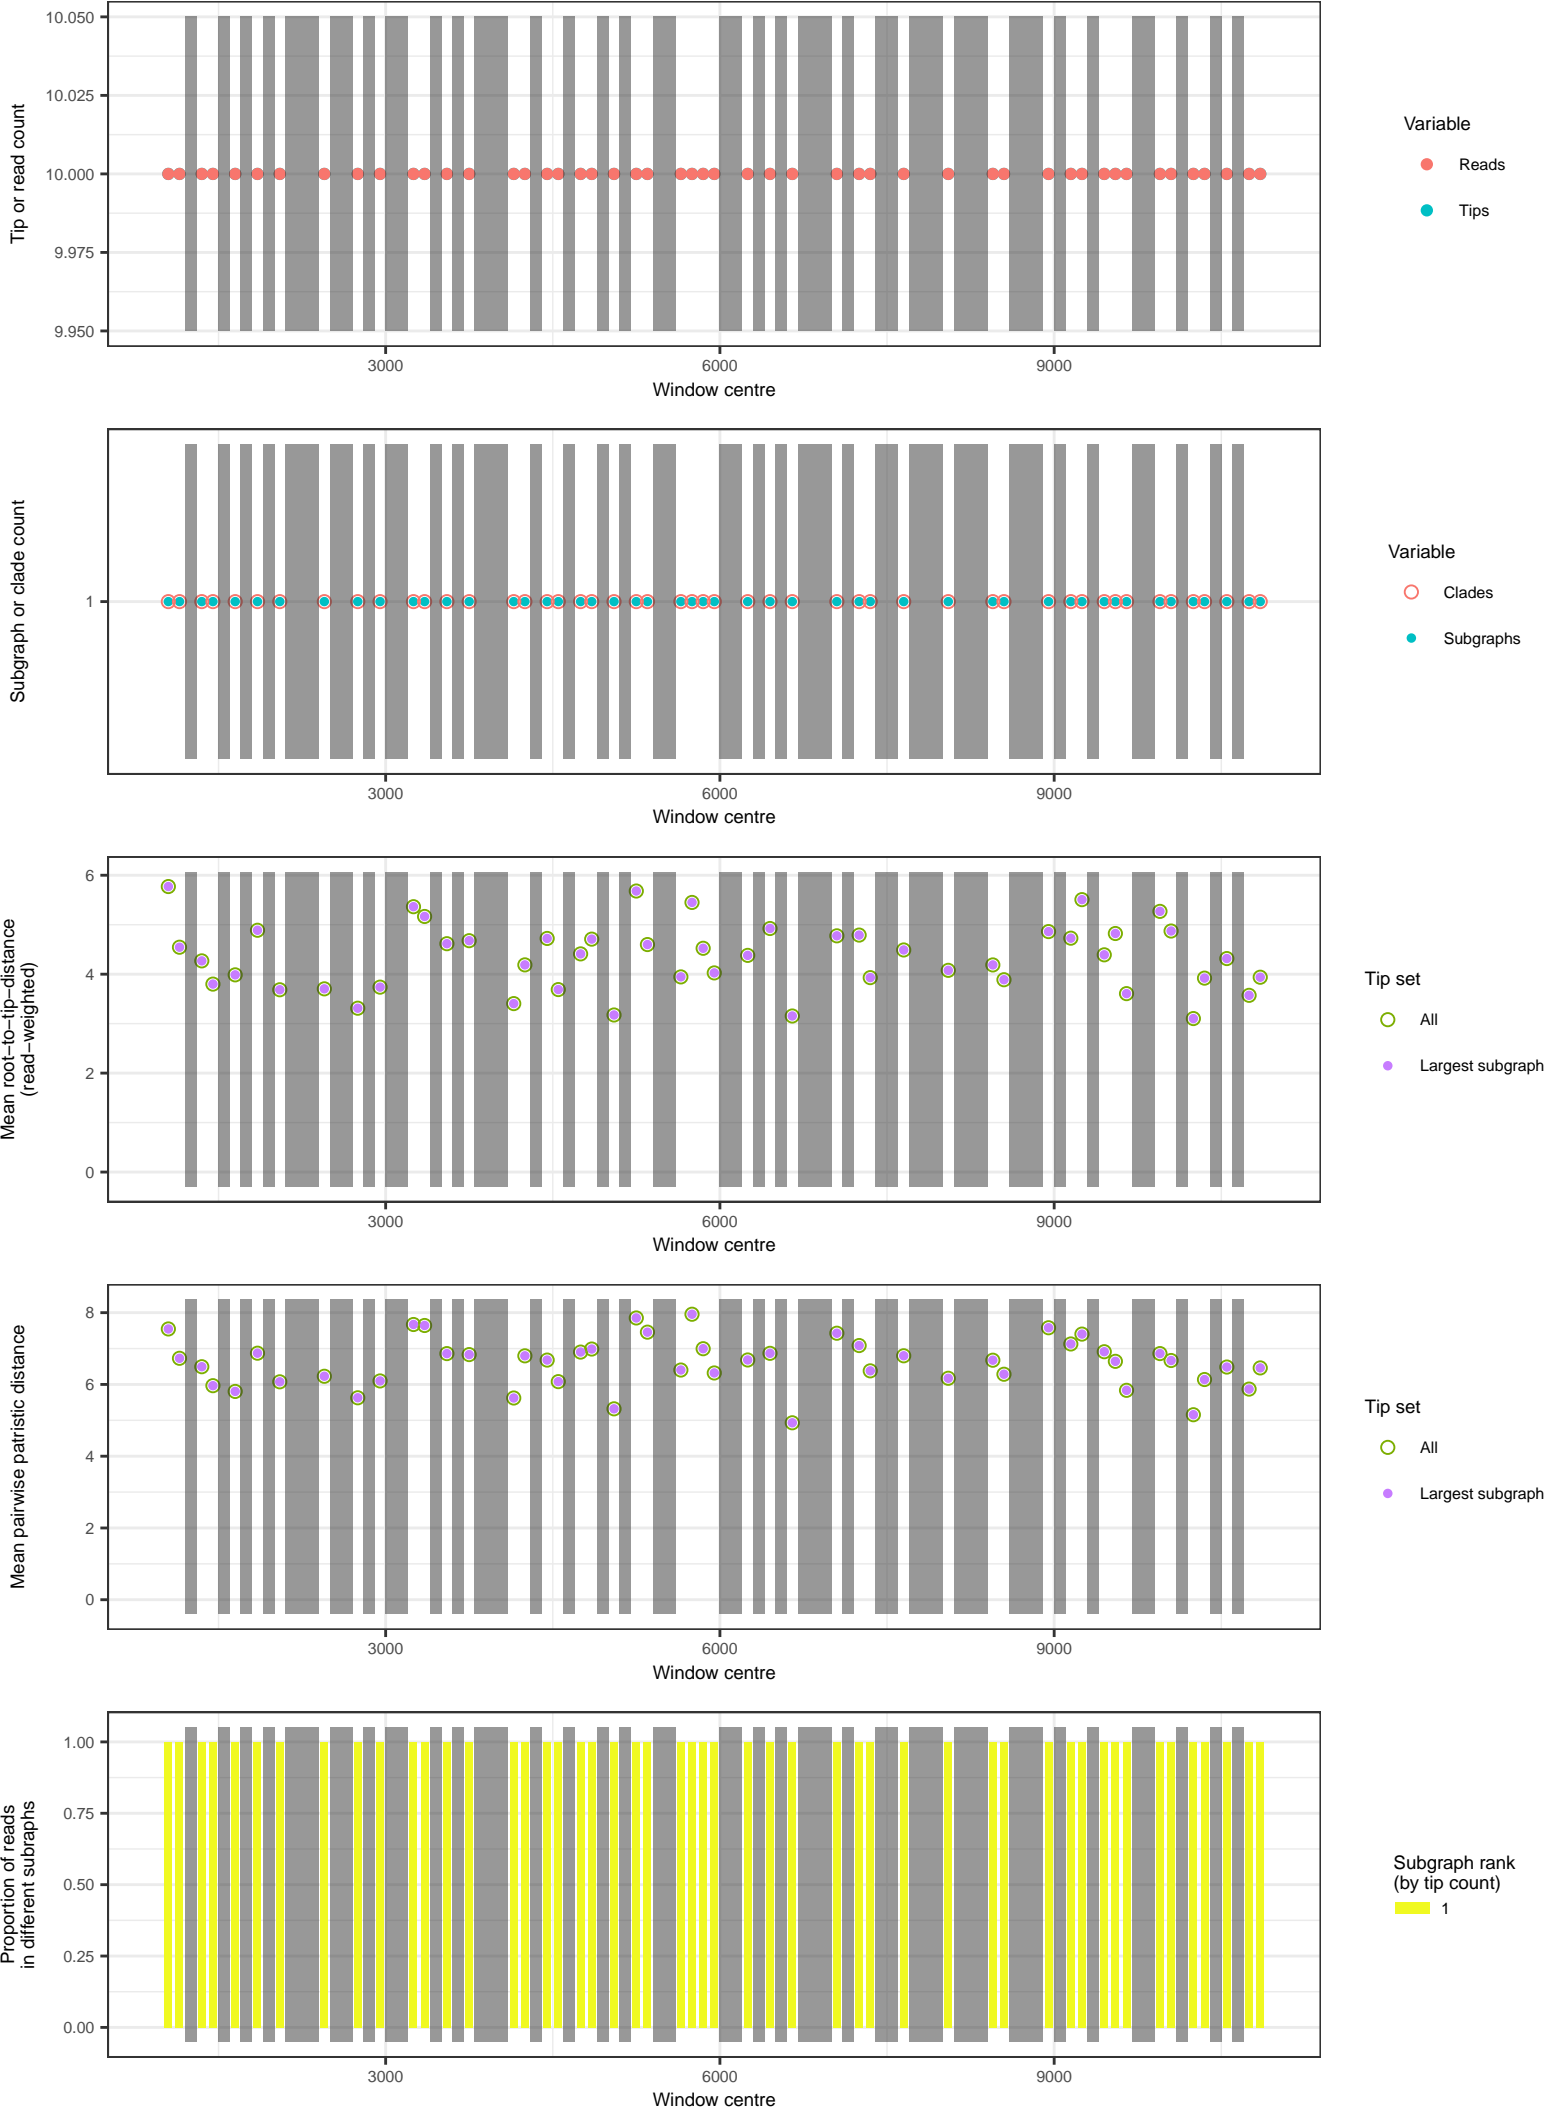 10.050
10.025
10.000
9.975
9.950
Tip or read count
3000
6000
9000
Window centre
Variable
Reads
Tips
1
Subgraph or clade count
3000
6000
9000
Window centre
Variable
Clades
Subgraphs
6
4
2
0
Mean root−to−tip−distance
(read−weighted)
3000
6000
9000
Window centre
Tip set
All
Largest subgraph
8
6
4
2
0
Mean pairwise patristic distance
3000
6000
9000
Window centre
Tip set
All
Largest subgraph
1.00
0.75
0.50
0.25
0.00
Proportion of reads
in different subraphs
3000
6000
9000
Window centre
Subgraph rank
(by tip count)
1